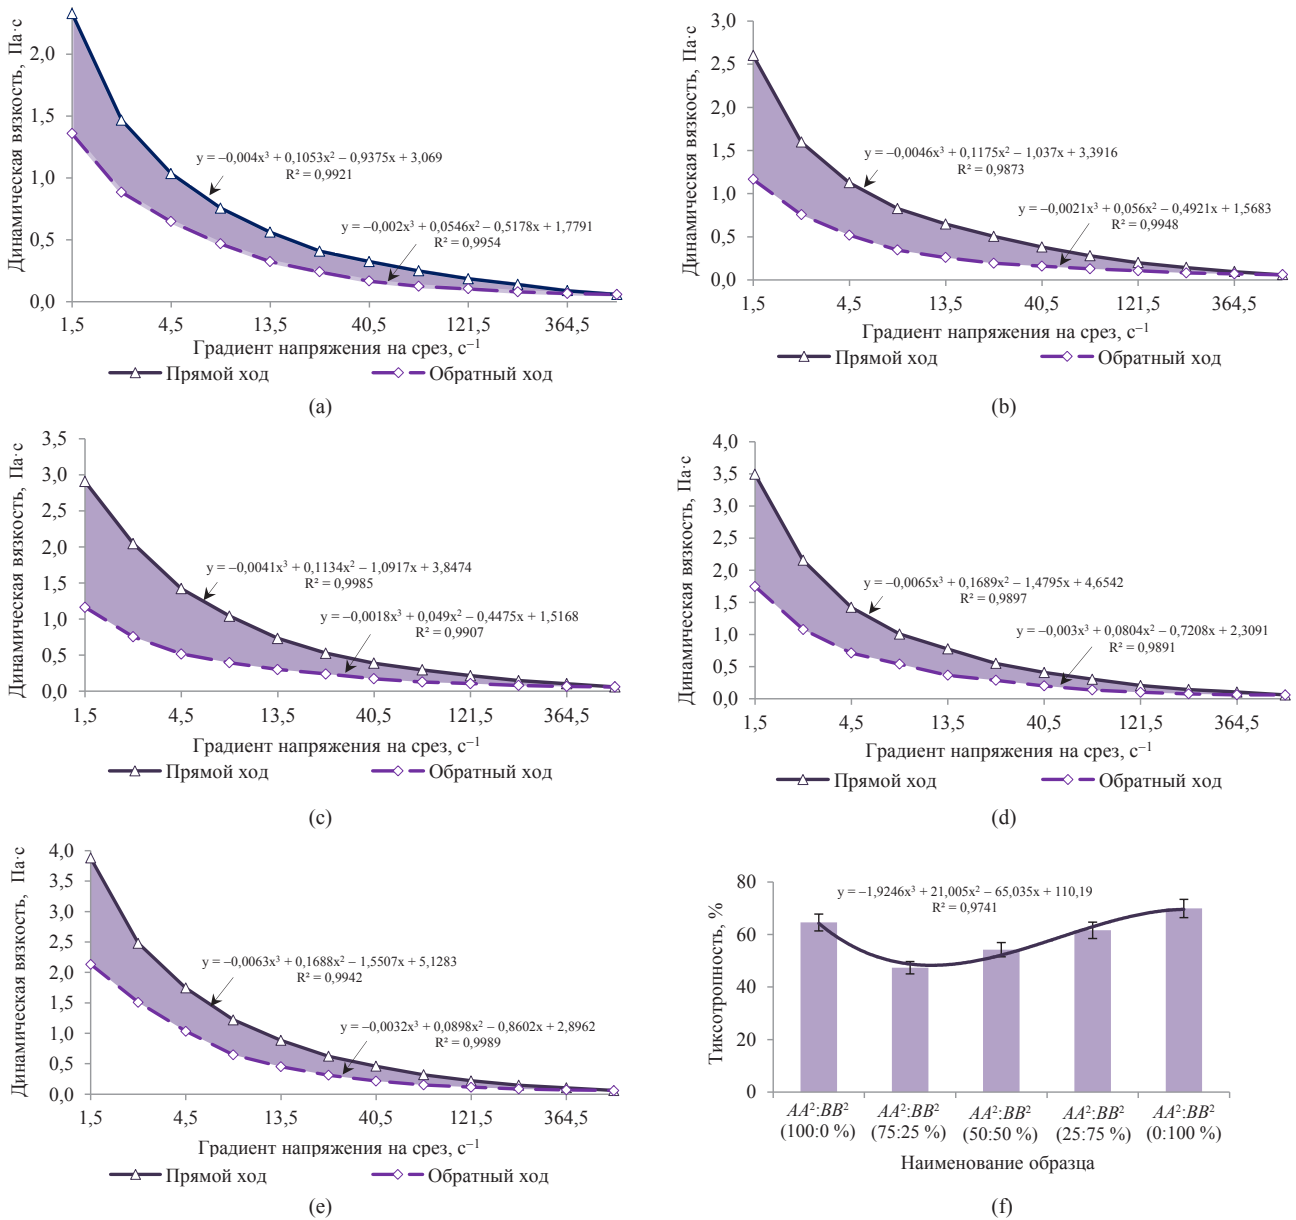 Динамическая вязкость, Па·с
2,0
1,5
1,0
0,5
0,0
y = –0,004x³ + 0,1053x² – 0,9375x + 3,069
R² = 0,9921
y = –0,002x³ + 0,0546x² – 0,5178x + 1,7791
R² = 0,9954
1,5 4,5 13,5 40,5 121,5 364,5
Градиент напряжения на срез, с⁻¹
Прямой ход Обратный ход
(a)
Динамическая вязкость, Па·с
3,0
2,5
2,0
1,5
1,0
0,5
0,0
y = –0,0046x³ + 0,1175x² – 1,037x + 3,3916
R² = 0,9873
y = –0,0021x³ + 0,056x² – 0,4921x + 1,5683
R² = 0,9948
1,5 4,5 13,5 40,5 121,5 364,5
Градиент напряжения на срез, с⁻¹
Прямой ход Обратный ход
(b)
Динамическая вязкость, Па·с
3,5
3,0
2,5
2,0
1,5
1,0
0,5
0,0
y = –0,0041x³ + 0,1134x² – 1,0917x + 3,8474
R² = 0,9985
y = –0,0018x³ + 0,049x² – 0,4475x + 1,5168
R² = 0,9907
1,5 4,5 13,5 40,5 121,5 364,5
Градиент напряжения на срез, с⁻¹
Прямой ход Обратный ход
(c)
Динамическая вязкость, Па·с
4,0
3,5
3,0
2,5
2,0
1,5
1,0
0,5
0,0
y = –0,0065x³ + 0,1689x² – 1,4795x + 4,6542
R² = 0,9897
y = –0,003x³ + 0,0804x² – 0,7208x + 2,3091
R² = 0,9891
1,5 4,5 13,5 40,5 121,5 364,5
Градиент напряжения на срез, с⁻¹
Прямой ход Обратный ход
(d)
Динамическая вязкость, Па·с
4,0
3,5
3,0
2,5
2,0
1,5
1,0
0,5
0,0
y = –0,0063x³ + 0,1688x² – 1,5507x + 5,1283
R² = 0,9942
y = –0,0032x³ + 0,0898x² – 0,8602x + 2,8962
R² = 0,9989
1,5 4,5 13,5 40,5 121,5 364,5
Градиент напряжения на срез, с⁻¹
Прямой ход Обратный ход
(e)
Тиксотропность, %
80
60
40
20
0
y = –1,9246x³ + 21,005x² – 65,035x + 110,19
R² = 0,9741
AA²:BB² AA²:BB² AA²:BB² AA²:BB² AA²:BB²
(100:0 %) (75:25 %) (50:50 %) (25:75 %) (0:100 %)
Наименование образца
(f)